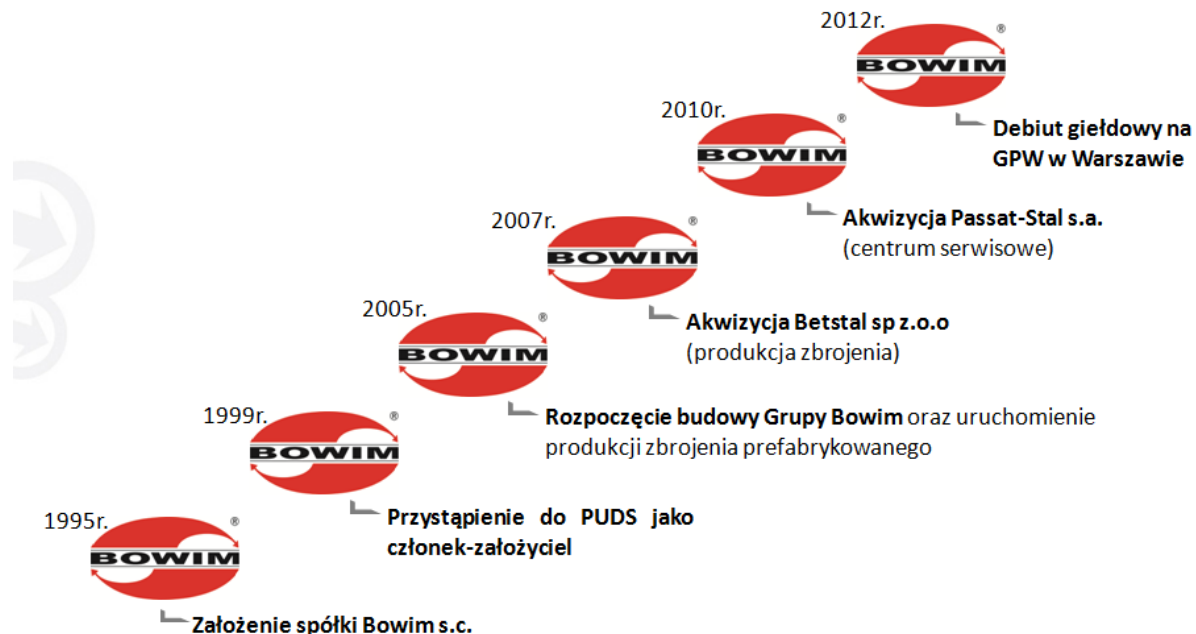 2012r.
BOWIM ®
Debiut giełdowy na
GPW w Warszawie
2010r.
BOWIM ®
Akwizycja Passat-Stal s.a.
(centrum serwisowe)
2007r.
BOWIM ®
Akwizycja Betstal sp z.o.o
(produkcja zbrojenia)
2005r.
BOWIM ®
Rozpoczęcie budowy Grupy Bowim oraz uruchomienie
produkcji zbrojenia prefabrykowanego
1999r.
BOWIM ®
Przystąpienie do PUDS jako
członek-założyciel
1995r.
BOWIM ®
Założenie spółki Bowim s.c.